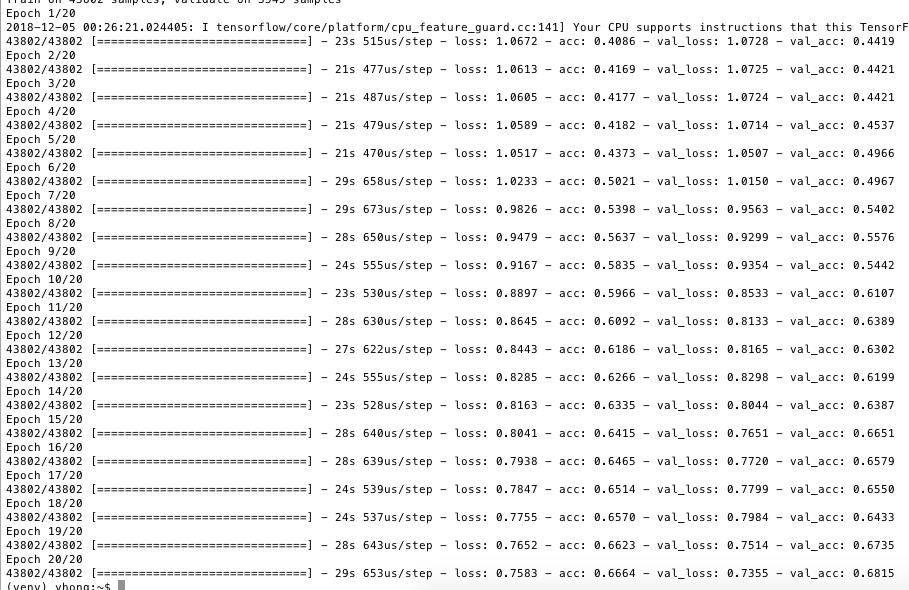 Train on 43802 samples, validate on samples
Epoch 1/20
2018-12-05 00:26:21.024405: I tensorflow/core/platform/cpu_feature_guard.cc:141] Your CPU supports instructions that this TensorF
43802/43802 [==============================] - 23s 515us/step - loss: 1.0672 - acc: 0.4086 - val_loss: 1.0728 - val_acc: 0.4419
Epoch 2/20
43802/43802 [==============================] - 21s 477us/step - loss: 1.0613 - acc: 0.4169 - val_loss: 1.0725 - val_acc: 0.4421
Epoch 3/20
43802/43802 [==============================] - 21s 487us/step - loss: 1.0605 - acc: 0.4177 - val_loss: 1.0724 - val_acc: 0.4421
Epoch 4/20
43802/43802 [==============================] - 21s 479us/step - loss: 1.0589 - acc: 0.4182 - val_loss: 1.0714 - val_acc: 0.4537
Epoch 5/20
43802/43802 [==============================] - 21s 470us/step - loss: 1.0517 - acc: 0.4373 - val_loss: 1.0507 - val_acc: 0.4966
Epoch 6/20
43802/43802 [==============================] - 29s 658us/step - loss: 1.0233 - acc: 0.5021 - val_loss: 1.0150 - val_acc: 0.4967
Epoch 7/20
43802/43802 [==============================] - 29s 673us/step - loss: 0.9826 - acc: 0.5398 - val_loss: 0.9563 - val_acc: 0.5402
Epoch 8/20
43802/43802 [==============================] - 28s 650us/step - loss: 0.9479 - acc: 0.5637 - val_loss: 0.9299 - val_acc: 0.5576
Epoch 9/20
43802/43802 [==============================] - 24s 555us/step - loss: 0.9167 - acc: 0.5835 - val_loss: 0.9354 - val_acc: 0.5442
Epoch 10/20
43802/43802 [==============================] - 23s 530us/step - loss: 0.8897 - acc: 0.5966 - val_loss: 0.8533 - val_acc: 0.6107
Epoch 11/20
43802/43802 [==============================] - 28s 630us/step - loss: 0.8645 - acc: 0.6092 - val_loss: 0.8133 - val_acc: 0.6389
Epoch 12/20
43802/43802 [==============================] - 27s 622us/step - loss: 0.8443 - acc: 0.6186 - val_loss: 0.8165 - val_acc: 0.6302
Epoch 13/20
43802/43802 [==============================] - 24s 555us/step - loss: 0.8285 - acc: 0.6266 - val_loss: 0.8298 - val_acc: 0.6199
Epoch 14/20
43802/43802 [==============================] - 23s 528us/step - loss: 0.8163 - acc: 0.6335 - val_loss: 0.8044 - val_acc: 0.6387
Epoch 15/20
43802/43802 [==============================] - 28s 640us/step - loss: 0.8041 - acc: 0.6415 - val_loss: 0.7651 - val_acc: 0.6651
Epoch 16/20
43802/43802 [==============================] - 28s 639us/step - loss: 0.7938 - acc: 0.6465 - val_loss: 0.7720 - val_acc: 0.6579
Epoch 17/20
43802/43802 [==============================] - 24s 539us/step - loss: 0.7847 - acc: 0.6514 - val_loss: 0.7799 - val_acc: 0.6550
Epoch 18/20
43802/43802 [==============================] - 24s 537us/step - loss: 0.7755 - acc: 0.6570 - val_loss: 0.7984 - val_acc: 0.6433
Epoch 19/20
43802/43802 [==============================] - 28s 643us/step - loss: 0.7652 - acc: 0.6623 - val_loss: 0.7514 - val_acc: 0.6735
Epoch 20/20
43802/43802 [==============================] - 29s 653us/step - loss: 0.7583 - acc: 0.6664 - val_loss: 0.7355 - val_acc: 0.6815
(venv) yhong:~$